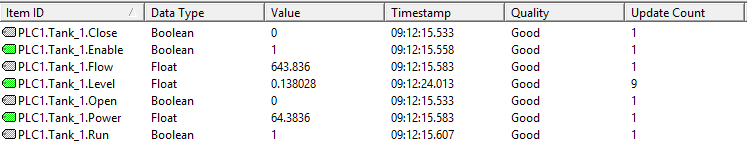 Item ID Data Type Value Timestamp Quality Update Count
PLC1.Tank_1.Close Boolean 0 09:12:15.533 Good 1
PLC1.Tank_1.Enable Boolean 1 09:12:15.558 Good 1
PLC1.Tank_1.Flow Float 643.836 09:12:15.583 Good 1
PLC1.Tank_1.Level Float 0.138028 09:12:24.013 Good 9
PLC1.Tank_1.Open Boolean 0 09:12:15.533 Good 1
PLC1.Tank_1.Power Float 64.3836 09:12:15.583 Good 1
PLC1.Tank_1.Run Boolean 1 09:12:15.607 Good 1